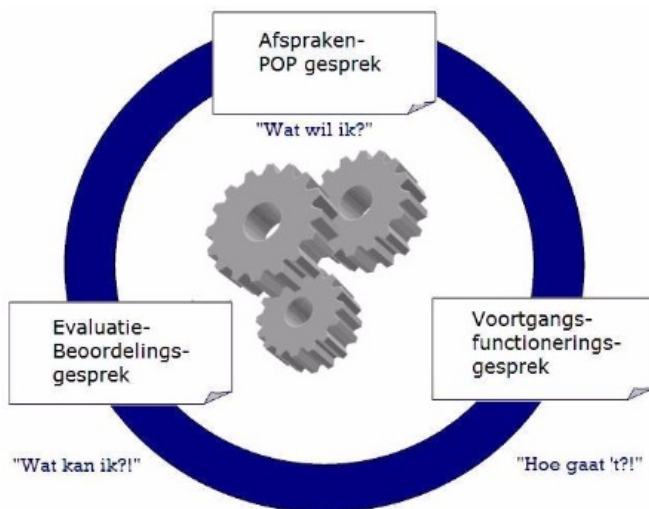 Afspraken-
POP gesprek
"Wat wil ik?"
Evaluatie-
Beoordelings-
gesprek
"Wat kan ik?!"
Voortgangs-
functionerings-
gesprek
"Hoe gaat 't?!"